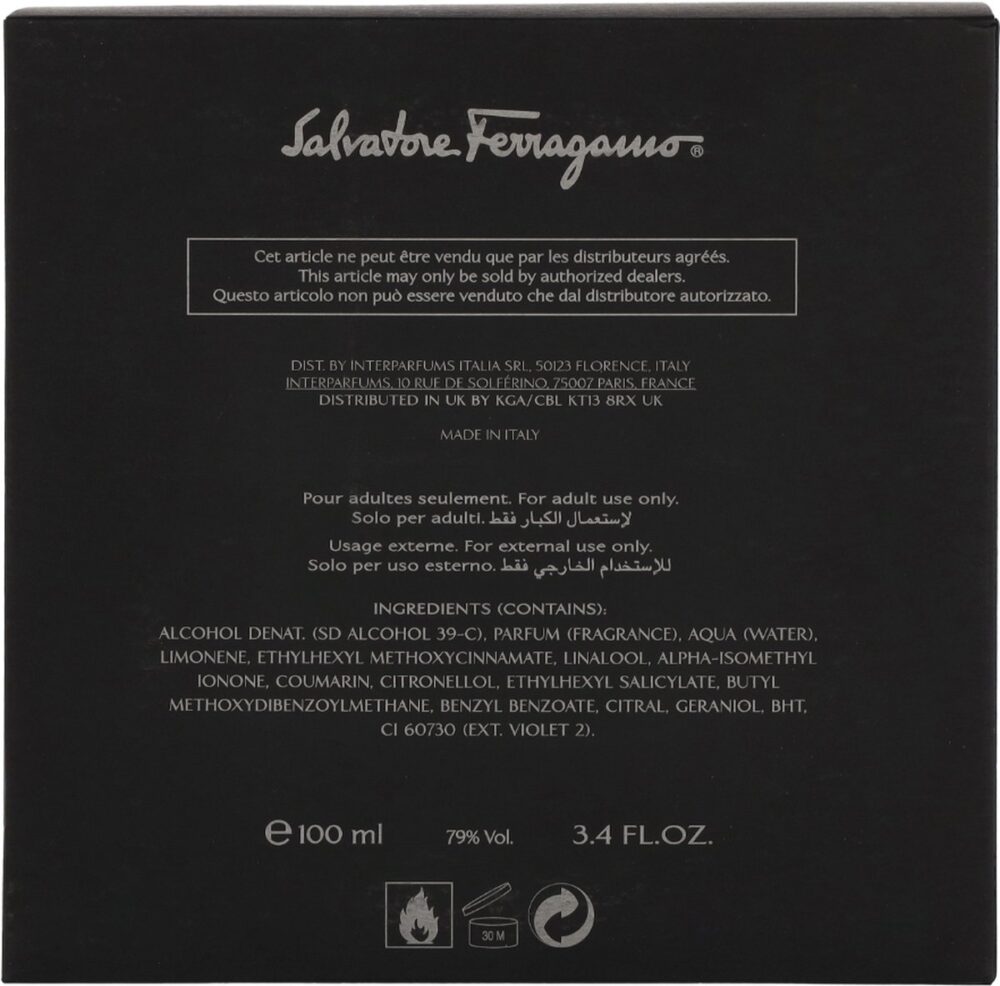 Salvatore Ferragamo®
Cet article ne peut être vendu que par les distributeurs agréés.
This article may only be sold by authorized dealers.
Questo articolo non può essere venduto che dal distributore autorizzato.
DIST. BY INTERPARFUMS ITALIA SRL, 50123 FLORENCE, ITALY
INTERPARFUMS, 10 RUE DE SOLFÉRINO, 75007 PARIS, FRANCE
DISTRIBUTED IN UK BY KGA/CBL KT13 8RX UK
MADE IN ITALY
Pour adultes seulement. For adult use only.
Solo per adulti. لإستعمال الكبار فقط
Usage externe. For external use only.
Solo per uso esterno. للإستخدام الخارجي فقط
INGREDIENTS (CONTAINS):
ALCOHOL DENAT. (SD ALCOHOL 39-C), PARFUM (FRAGRANCE), AQUA (WATER),
LIMONENE, ETHYLHEXYL METHOXYCINNAMATE, LINALOOL, ALPHA-ISOMETHYL
IONONE, COUMARIN, CITRONELLOL, ETHYLHEXYL SALICYLATE, BUTYL
METHOXYDIBENZOYLMETHANE, BENZYL BENZOATE, CITRAL, GERANIOL, BHT,
CI 60730 (EXT. VIOLET 2).
℮ 100 ml 79% Vol. 3.4 FL.OZ.
30 M